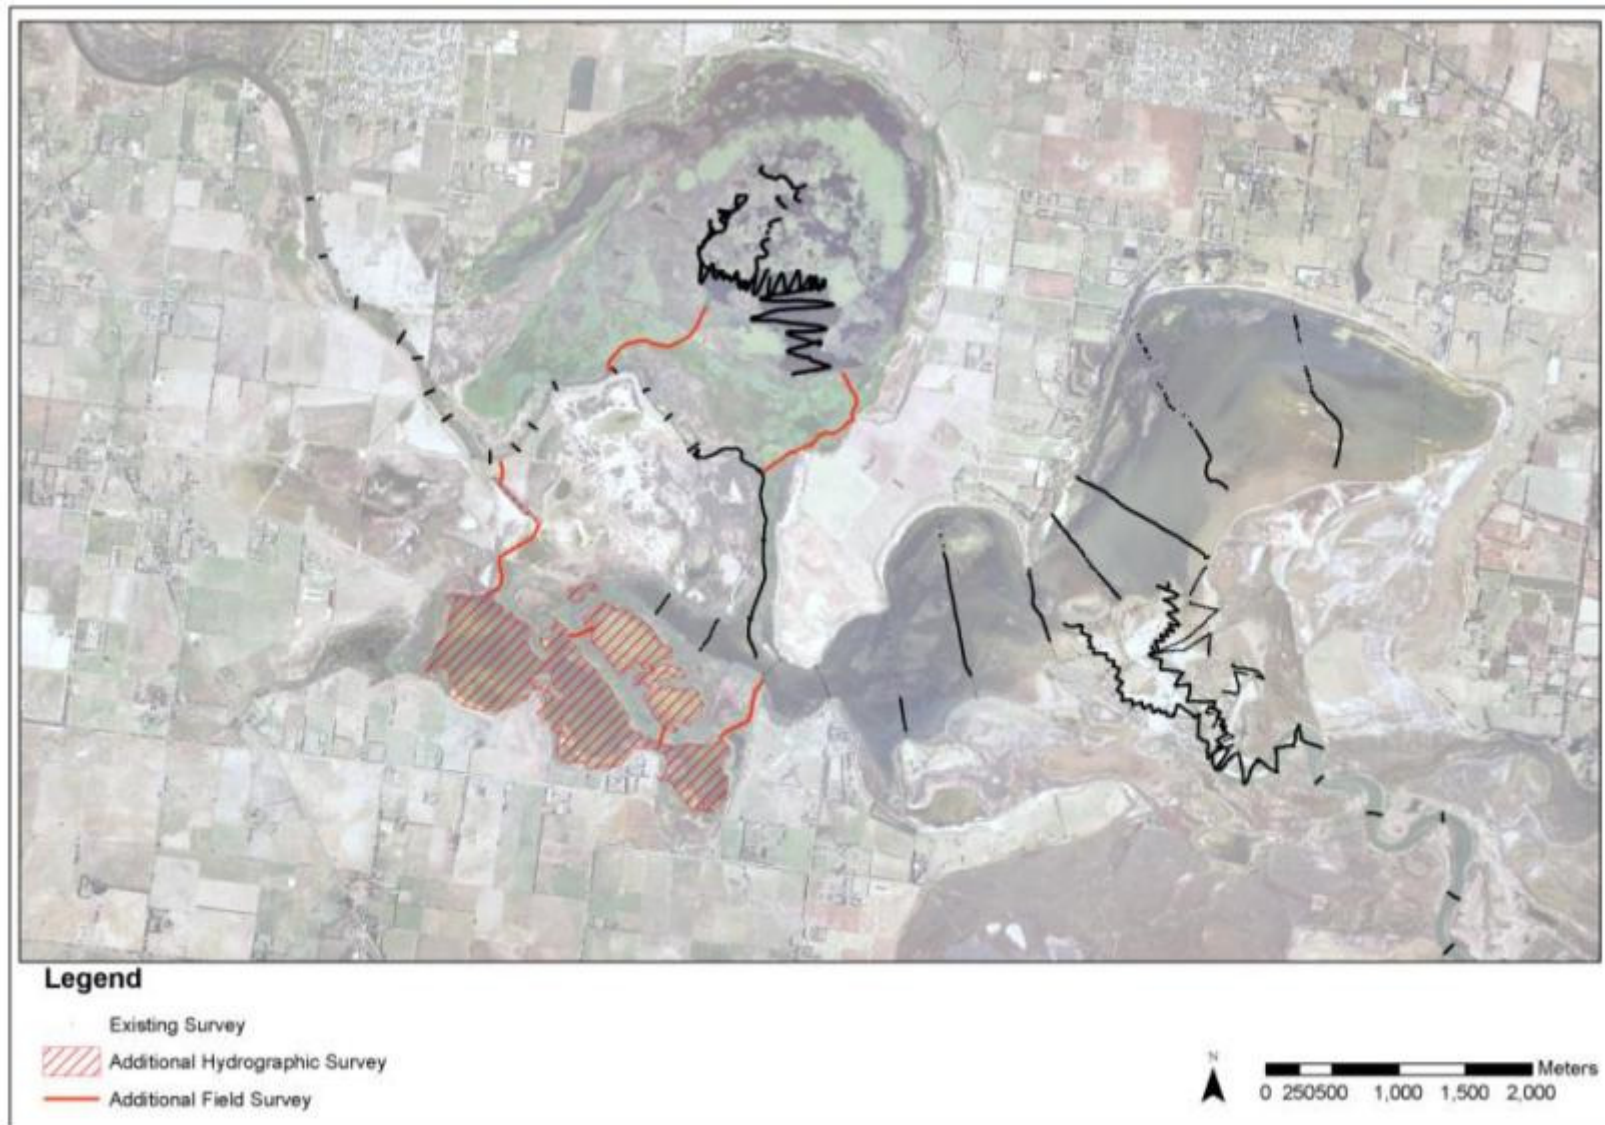 Legend
Existing Survey
Additional Hydrographic Survey
Additional Field Survey
N
Meters
0 250500 1,000 1,500 2,000